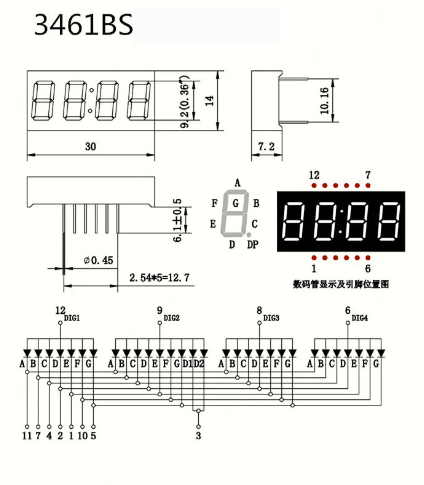 3461BS
9.2(0.36")
14
30
10.16
7.2
6.1±0.5
Ø0.45
2.54*5=12.7
A
F G B
E C
D DP
12 7
1 6
数码管显示及引脚位置图
12 9 8 6
DIG1 DIG2 DIG3 DIG4
A B C D E F G A B C D E F G D1 D2 A B C D E F G A B C D E F G
11 7 4 2 1 10 5 3